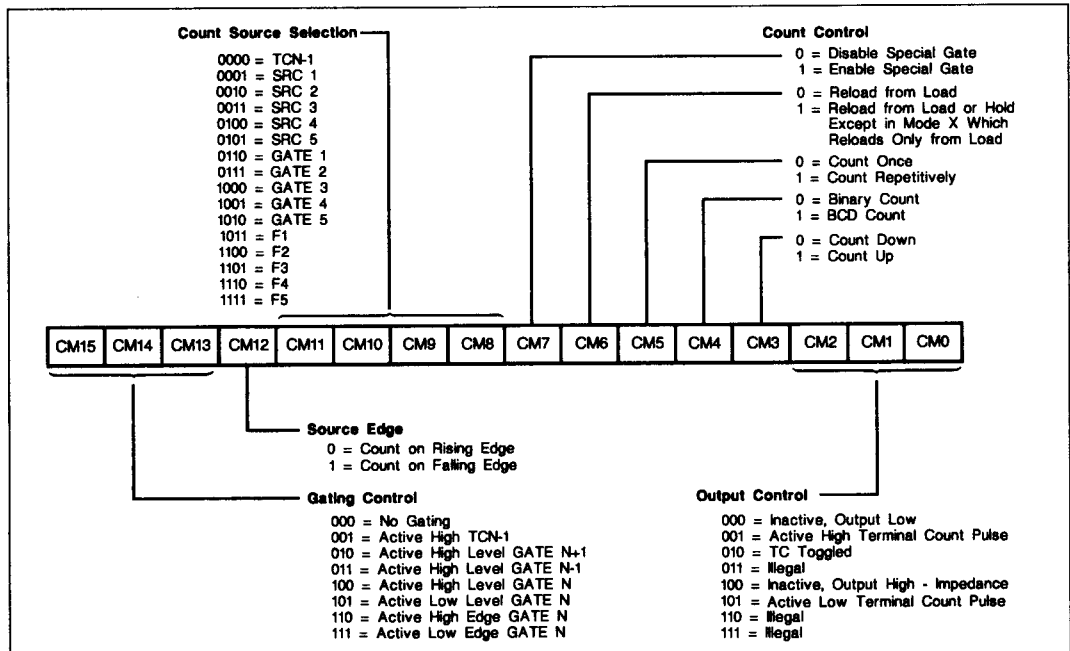 Count Source Selection
0000 = TCN-1
0001 = SRC 1
0010 = SRC 2
0011 = SRC 3
0100 = SRC 4
0101 = SRC 5
0110 = GATE 1
0111 = GATE 2
1000 = GATE 3
1001 = GATE 4
1010 = GATE 5
1011 = F1
1100 = F2
1101 = F3
1110 = F4
1111 = F5
Count Control
0 = Disable Special Gate
1 = Enable Special Gate
0 = Reload from Load
1 = Reload from Load or Hold
Except in Mode X Which
Reloads Only from Load
0 = Count Once
1 = Count Repetitively
0 = Binary Count
1 = BCD Count
0 = Count Down
1 = Count Up
CM15 CM14 CM13 CM12 CM11 CM10 CM9 CM8 CM7 CM6 CM5 CM4 CM3 CM2 CM1 CM0
Source Edge
0 = Count on Rising Edge
1 = Count on Falling Edge
Gating Control
000 = No Gating
001 = Active High TCN-1
010 = Active High Level GATE N+1
011 = Active High Level GATE N-1
100 = Active High Level GATE N
101 = Active Low Level GATE N
110 = Active High Edge GATE N
111 = Active Low Edge GATE N
Output Control
000 = Inactive, Output Low
001 = Active High Terminal Count Pulse
010 = TC Toggled
011 = Illegal
100 = Inactive, Output High - Impedance
101 = Active Low Terminal Count Pulse
110 = Illegal
111 = Illegal